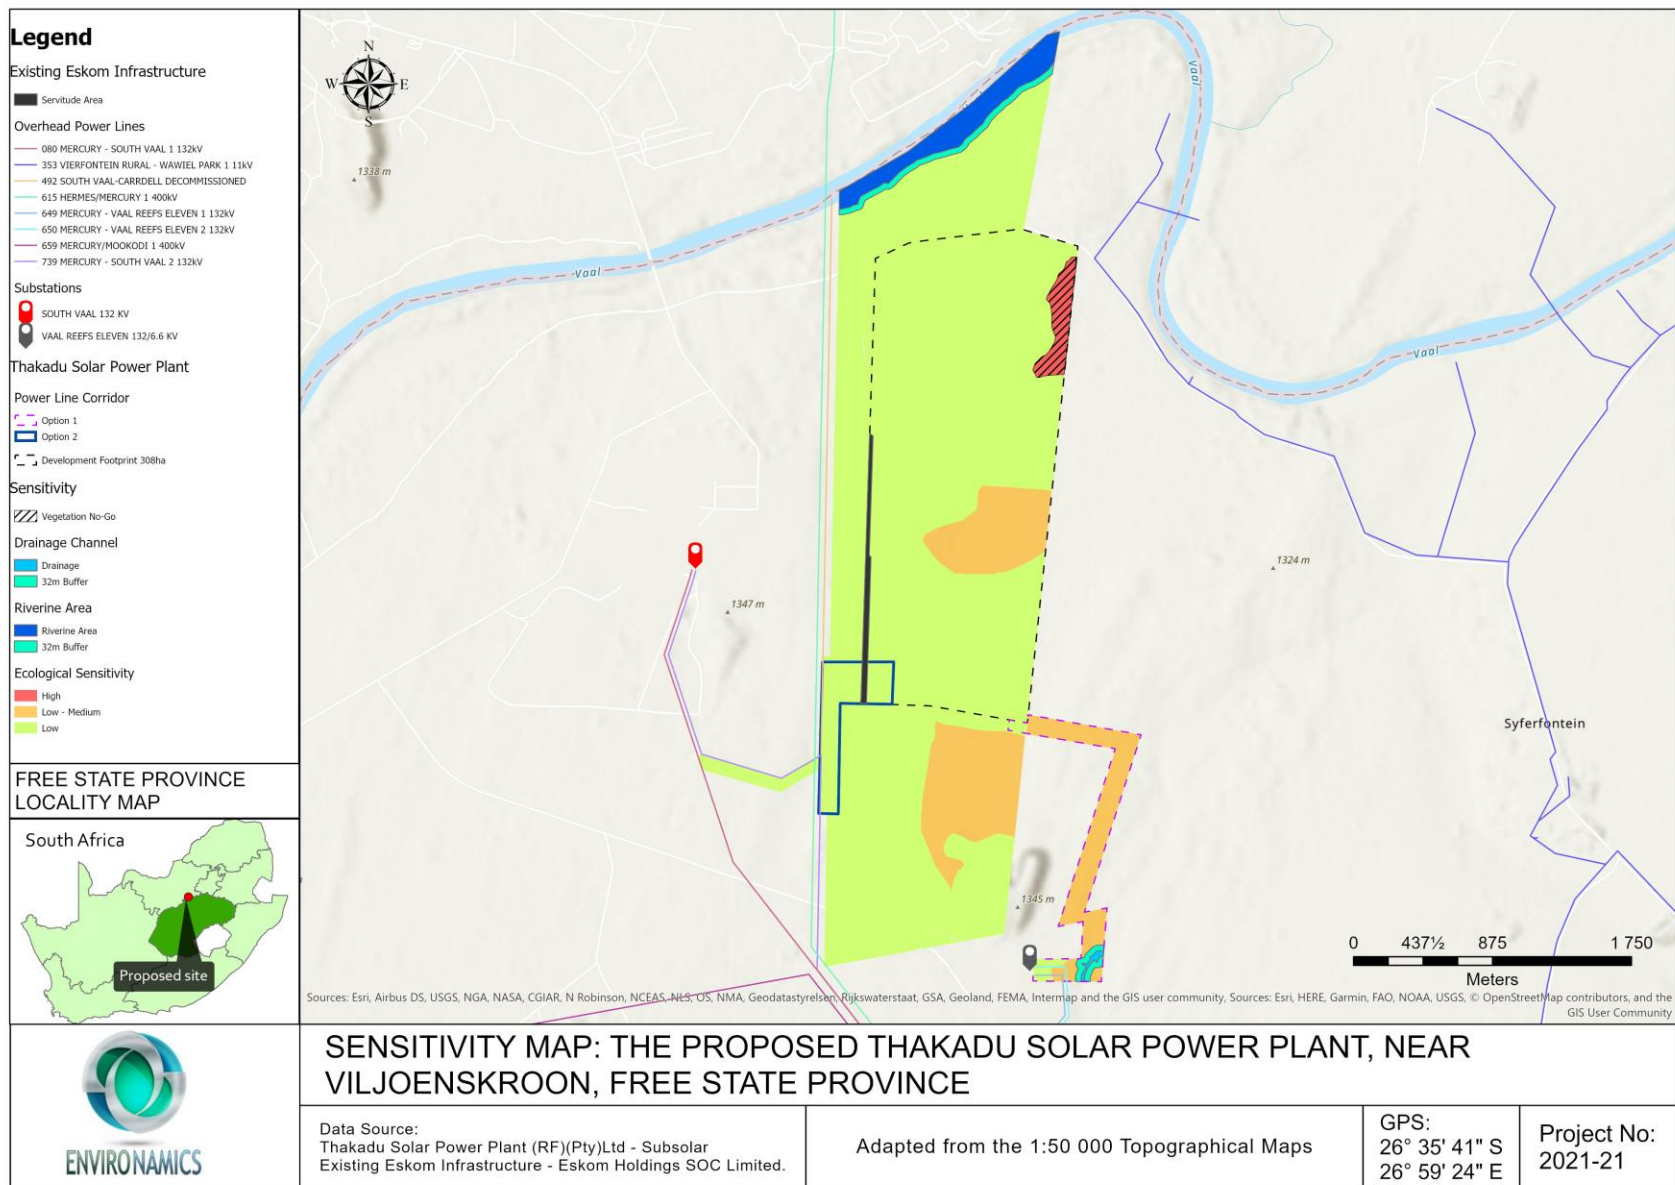 Legend
Existing Eskom Infrastructure
Servitude Area
Overhead Power Lines
080 MERCURY - SOUTH VAAL 1 132kV
353 VIERFONTEIN RURAL - WAWIEL PARK 1 11kV
492 SOUTH VAAL-CARRDELL DECOMMISSIONED
615 HERMES/MERCURY 1 400kV
649 MERCURY - VAAL REEFS ELEVEN 1 132kV
650 MERCURY - VAAL REEFS ELEVEN 2 132kV
659 MERCURY/MOOKODI 1 400kV
739 MERCURY - SOUTH VAAL 2 132kV
Substations
SOUTH VAAL 132 KV
VAAL REEFS ELEVEN 132/6.6 KV
Thakadu Solar Power Plant
Power Line Corridor
Option 1
Option 2
Development Footprint 308ha
Sensitivity
Vegetation No-Go
Drainage Channel
Drainage
32m Buffer
Riverine Area
Riverine Area
32m Buffer
Ecological Sensitivity
High
Low - Medium
Low
FREE STATE PROVINCE
LOCALITY MAP
South Africa
Proposed site
N
W E
S
1338 m
Vaal
Vaal
Vaal
1347 m
1324 m
Syferfontein
1345 m
0 437½ 875 1 750
Meters
Sources: Esri, Airbus DS, USGS, NGA, NASA, CGIAR, N Robinson, NCEAS, NLS, OS, NMA, Geodatastyrelsen, Rijkswaterstaat, GSA, Geoland, FEMA, Intermap and the GIS user community, Sources: Esri, HERE, Garmin, FAO, NOAA, USGS, © OpenStreetMap contributors, and the
GIS User Community
ENVIRONAMICS
SENSITIVITY MAP: THE PROPOSED THAKADU SOLAR POWER PLANT, NEAR
VILJOENSKROON, FREE STATE PROVINCE
Data Source:
Thakadu Solar Power Plant (RF)(Pty)Ltd - Subsolar
Existing Eskom Infrastructure - Eskom Holdings SOC Limited.
Adapted from the 1:50 000 Topographical Maps
GPS:
26° 35' 41" S
26° 59' 24" E
Project No:
2021-21